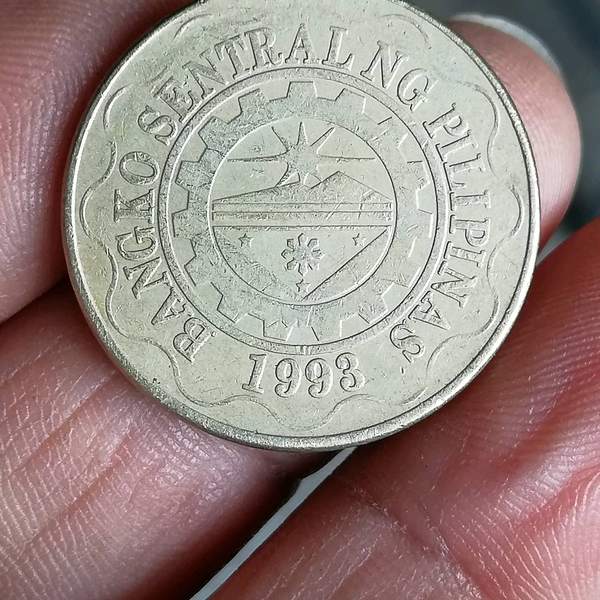 BANGKO SENTRAL NG PILIPINAS
1993